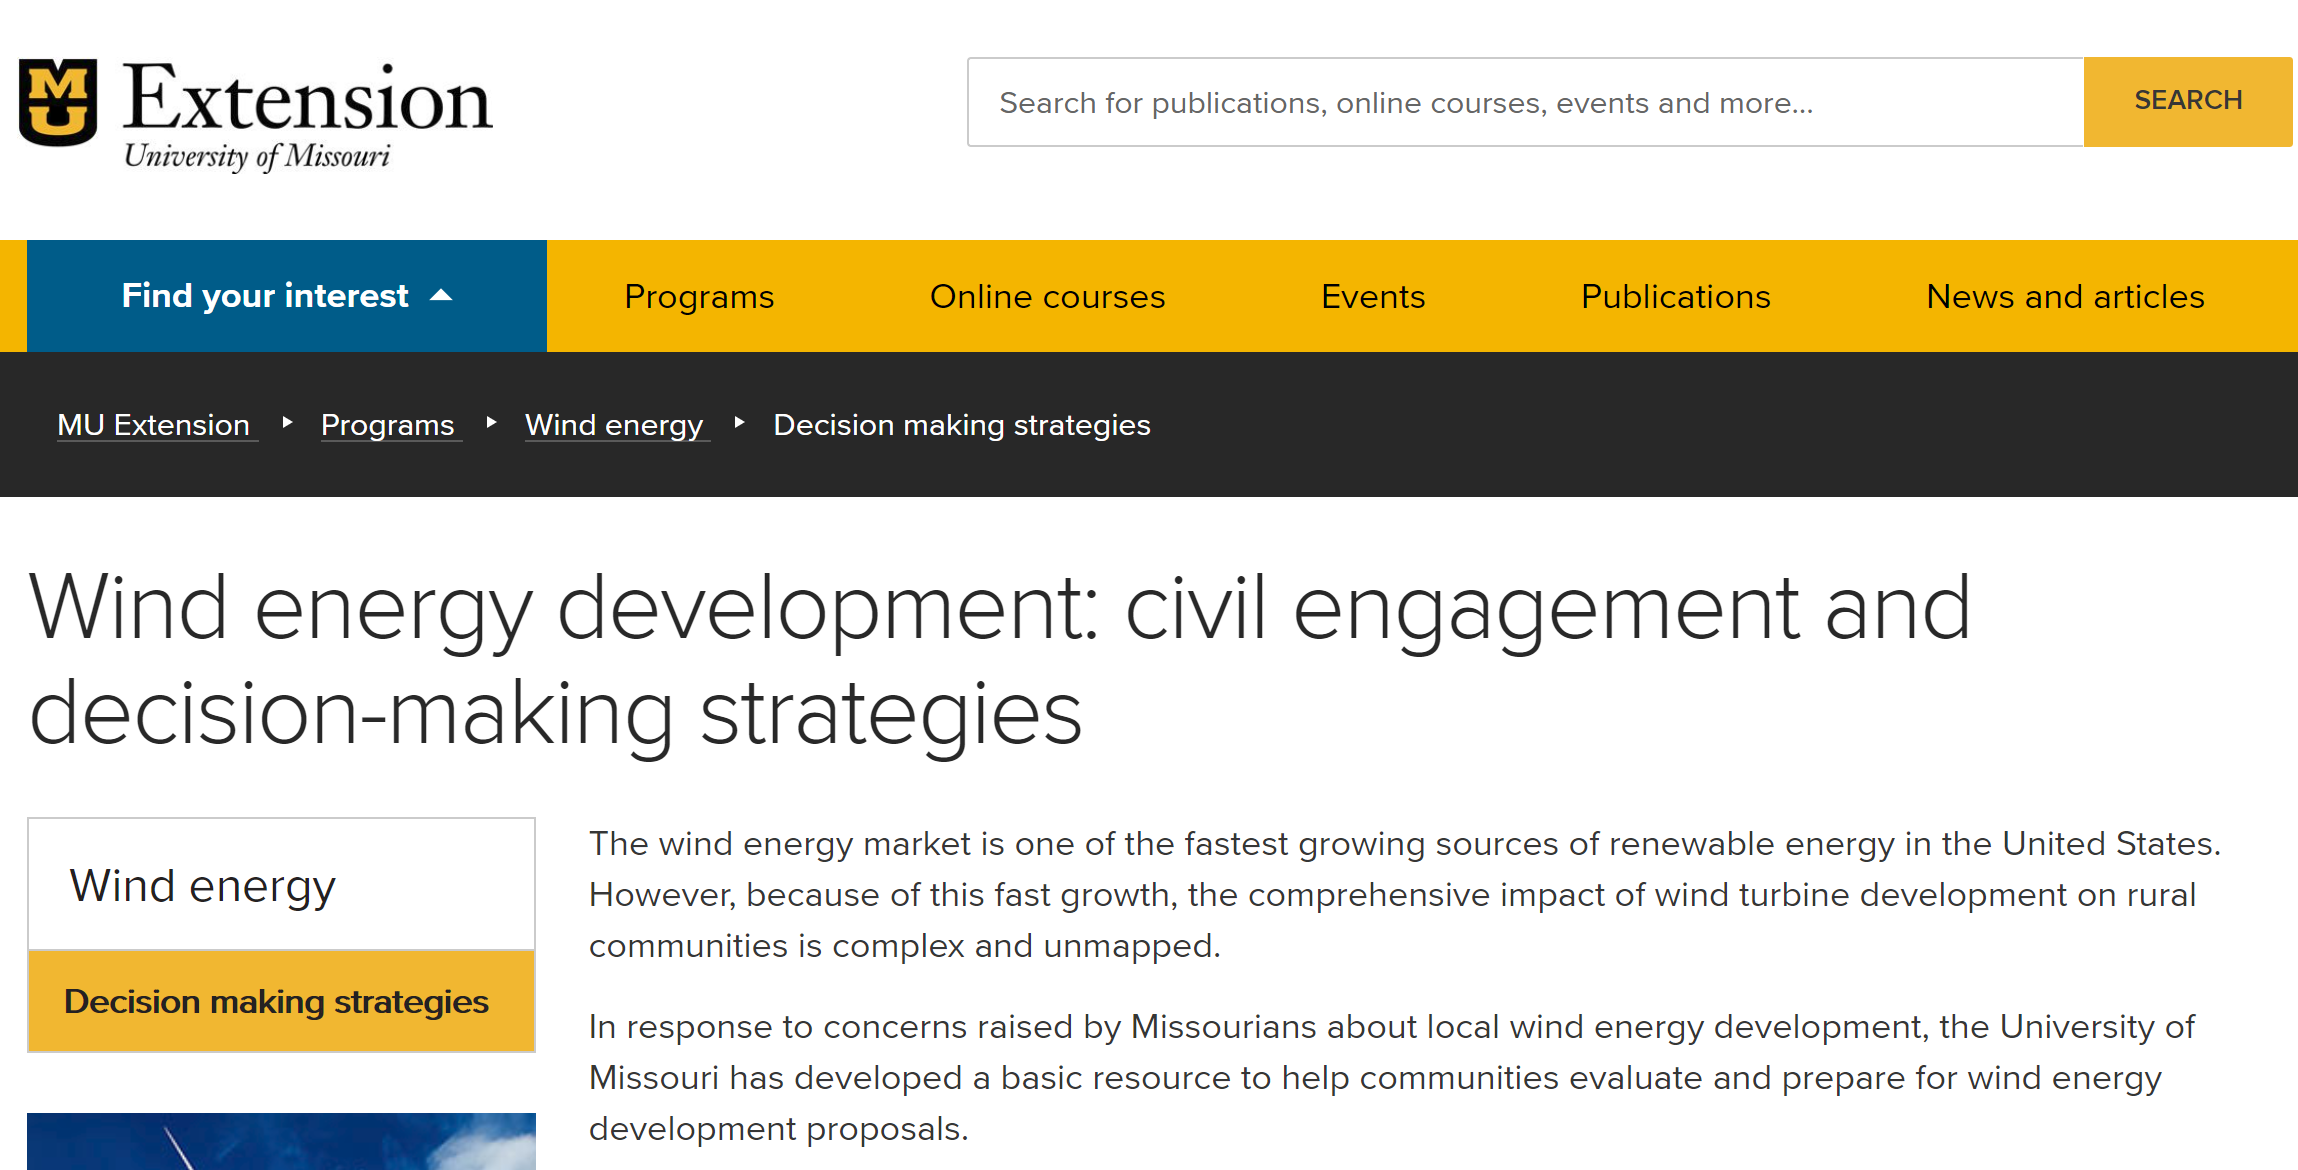 MU Extension
University of Missouri
Search for publications, online courses, events and more...
SEARCH
Find your interest
Programs
Online courses
Events
Publications
News and articles
MU Extension
Programs
Wind energy
Decision making strategies
Wind energy development: civil engagement and
decision-making strategies
Wind energy
Decision making strategies
The wind energy market is one of the fastest growing sources of renewable energy in the United States.
However, because of this fast growth, the comprehensive impact of wind turbine development on rural
communities is complex and unmapped.
In response to concerns raised by Missourians about local wind energy development, the University of
Missouri has developed a basic resource to help communities evaluate and prepare for wind energy
development proposals.